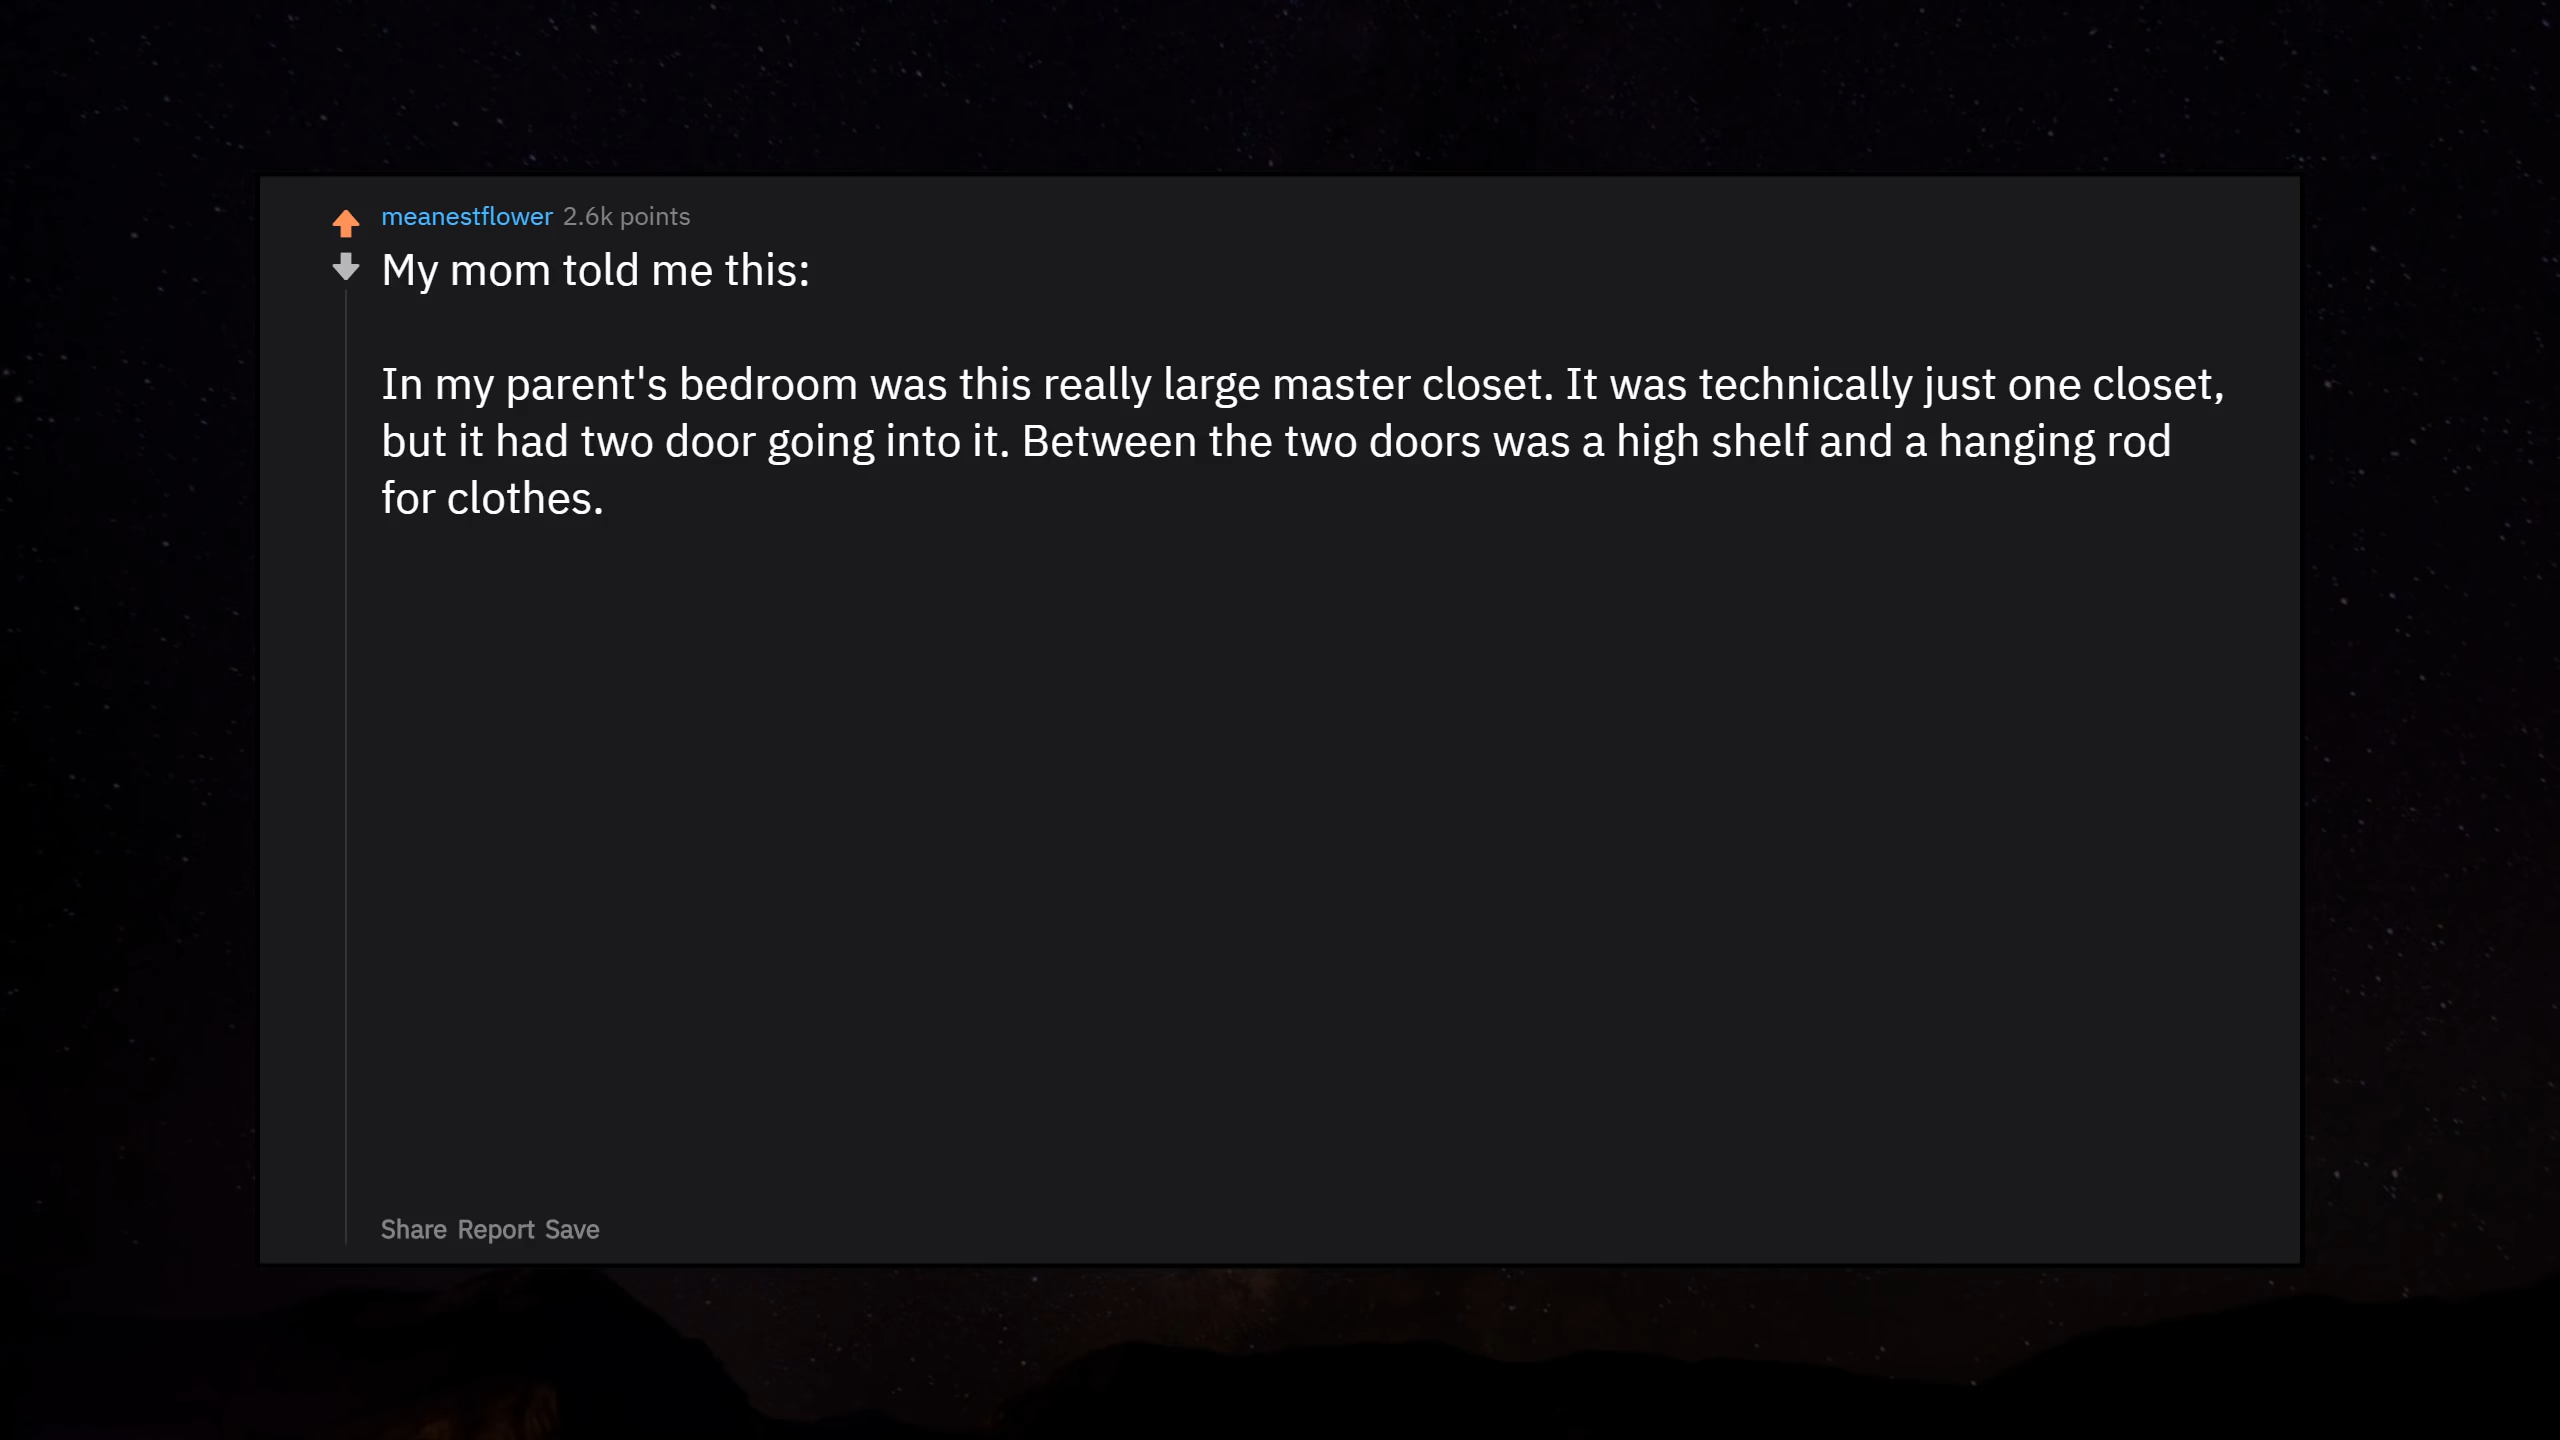 meanestflower 2.6k points
My mom told me this:
In my parent's bedroom was this really large master closet. It was technically just one closet,
but it had two door going into it. Between the two doors was a high shelf and a hanging rod
for clothes.
Share Report Save